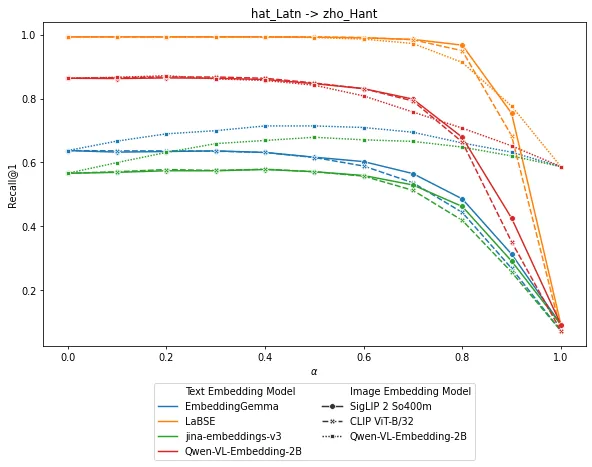 hat_Latn -> zho_Hant
Recall@1
1.0
0.8
0.6
0.4
0.2
0.0 0.2 0.4 0.6 0.8 1.0
α
Text Embedding Model Image Embedding Model
EmbeddingGemma SigLIP 2 So400m
LaBSE CLIP ViT-B/32
jina-embeddings-v3 Qwen-VL-Embedding-2B
Qwen-VL-Embedding-2B